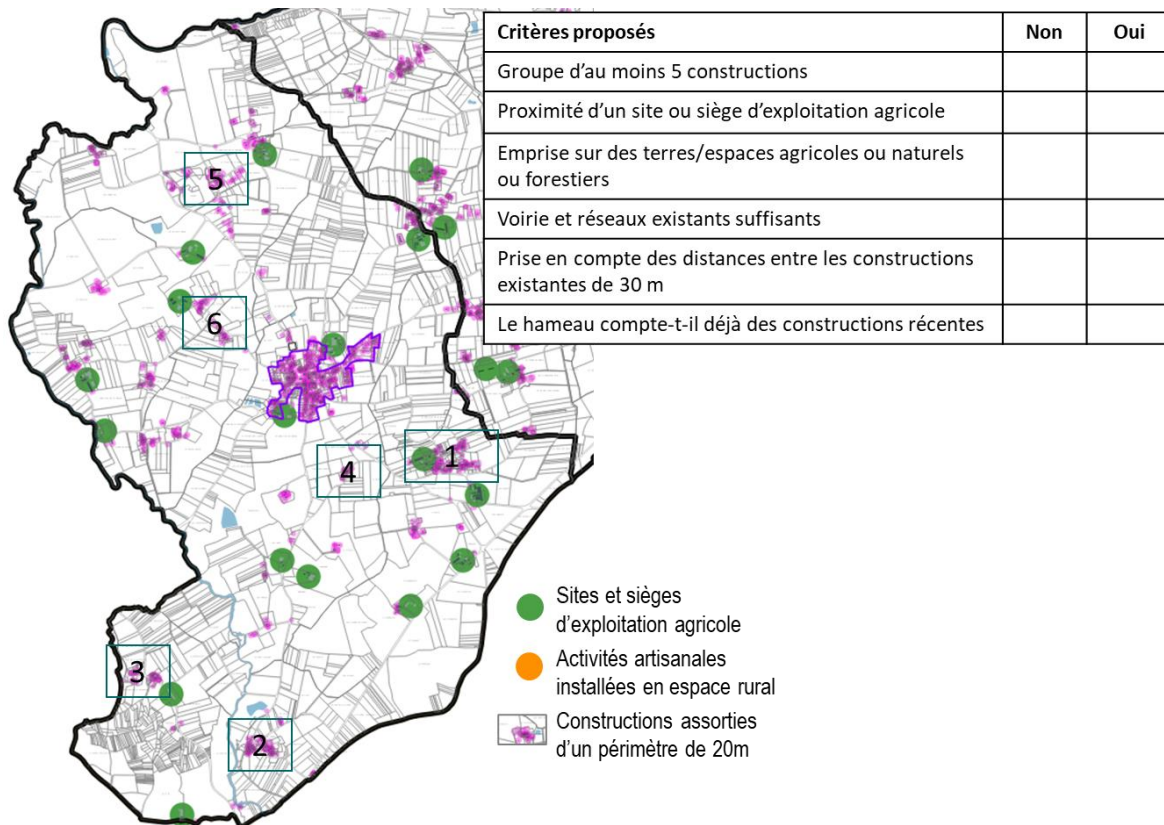 Critères proposés Non Oui
Groupe d'au moins 5 constructions
Proximité d'un site ou siège d'exploitation agricole
Emprise sur des terres/espaces agricoles ou naturels
ou forestiers
Voirie et réseaux existants suffisants
Prise en compte des distances entre les constructions
existantes de 30 m
Le hameau compte-t-il déjà des constructions récentes
5
6
1
4
3
2
Sites et sièges
d'exploitation agricole
Activités artisanales
installées en espace rural
Constructions assorties
d'un périmètre de 20m